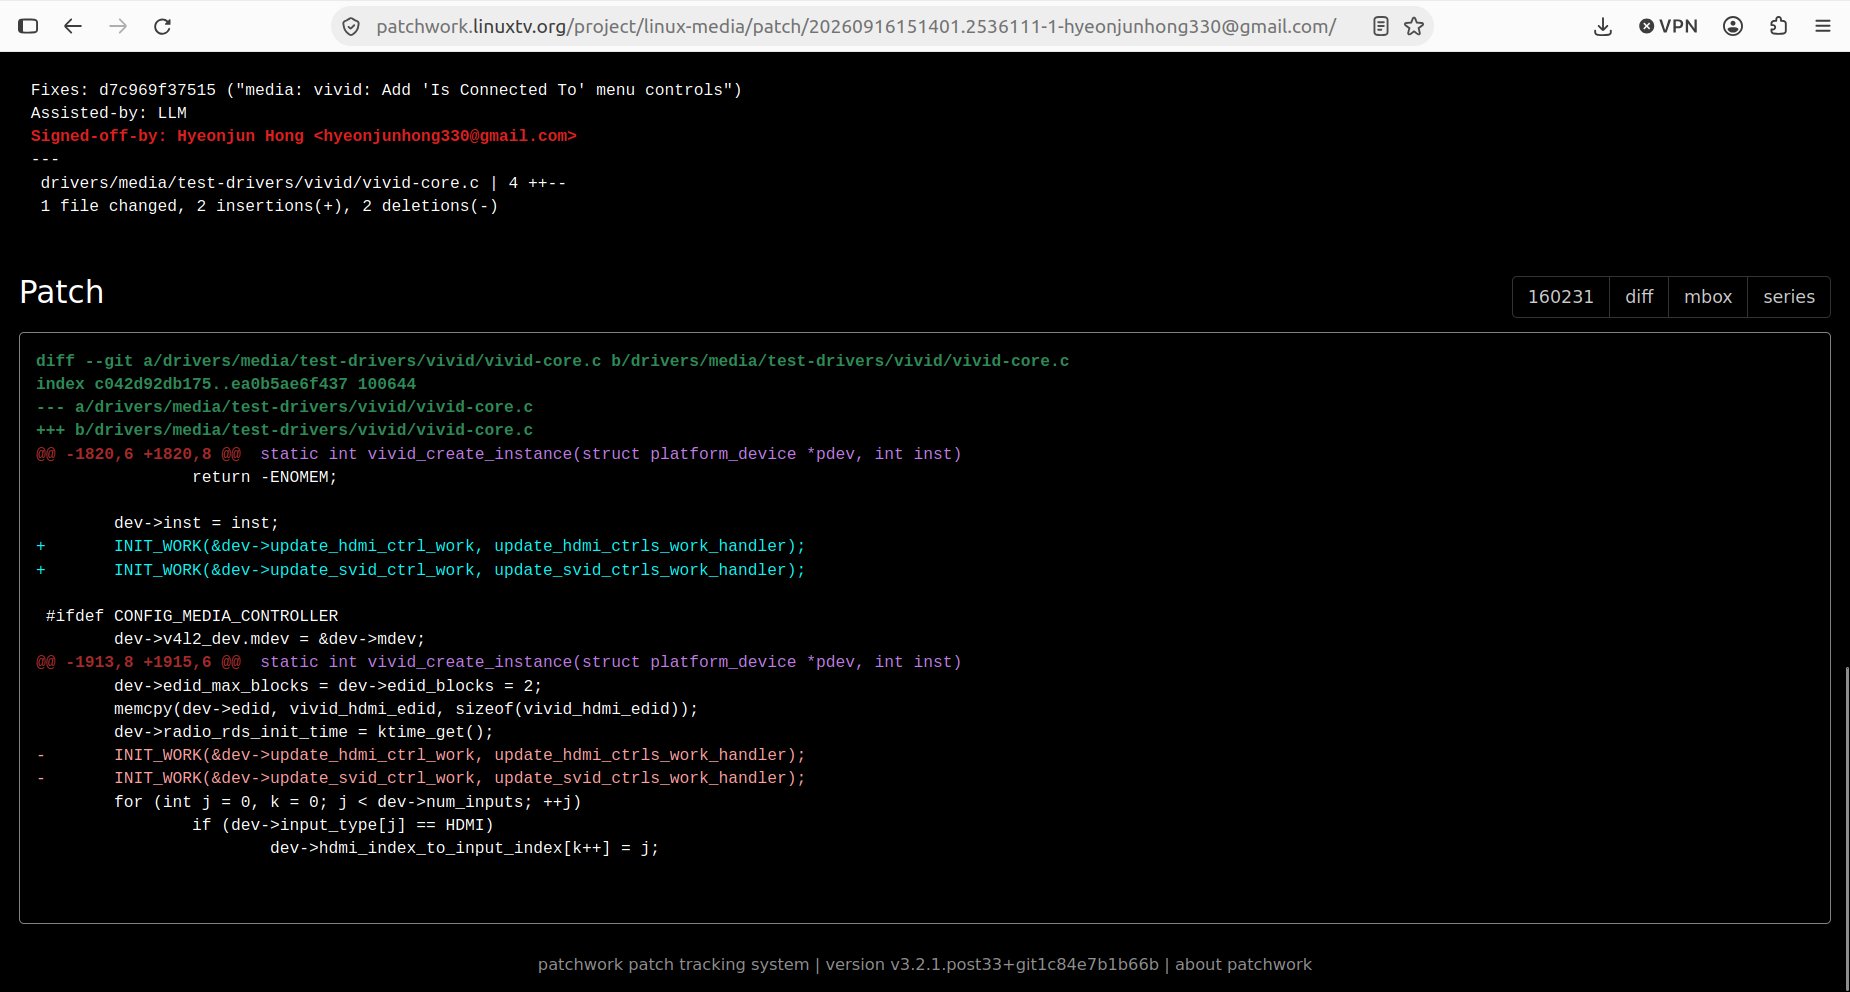 patchwork.linuxtv.org/project/linux-media/patch/20260916151401.2536111-1-hyeonjunhong330@gmail.com/
VPN
Fixes: d7c969f37515 ("media: vivid: Add 'Is Connected To' menu controls")
Assisted-by: LLM
Signed-off-by: Hyeonjun Hong <hyeonjunhong330@gmail.com>
---
 drivers/media/test-drivers/vivid/vivid-core.c | 4 ++--
 1 file changed, 2 insertions(+), 2 deletions(-)
Patch
160231 diff mbox series
diff --git a/drivers/media/test-drivers/vivid/vivid-core.c b/drivers/media/test-drivers/vivid/vivid-core.c
index c042d92db175..ea0b5ae6f437 100644
--- a/drivers/media/test-drivers/vivid/vivid-core.c
+++ b/drivers/media/test-drivers/vivid/vivid-core.c
@@ -1820,6 +1820,8 @@  static int vivid_create_instance(struct platform_device *pdev, int inst)
 		return -ENOMEM;
 	dev->inst = inst;
+	INIT_WORK(&dev->update_hdmi_ctrl_work, update_hdmi_ctrls_work_handler);
+	INIT_WORK(&dev->update_svid_ctrl_work, update_svid_ctrls_work_handler);
 #ifdef CONFIG_MEDIA_CONTROLLER
 	dev->v4l2_dev.mdev = &dev->mdev;
@@ -1913,8 +1915,6 @@  static int vivid_create_instance(struct platform_device *pdev, int inst)
 	dev->edid_max_blocks = dev->edid_blocks = 2;
 	memcpy(dev->edid, vivid_hdmi_edid, sizeof(vivid_hdmi_edid));
 	dev->radio_rds_init_time = ktime_get();
-	INIT_WORK(&dev->update_hdmi_ctrl_work, update_hdmi_ctrls_work_handler);
-	INIT_WORK(&dev->update_svid_ctrl_work, update_svid_ctrls_work_handler);
 	for (int j = 0, k = 0; j < dev->num_inputs; ++j)
 		if (dev->input_type[j] == HDMI)
 			dev->hdmi_index_to_input_index[k++] = j;
patchwork patch tracking system | version v3.2.1.post33+git1c84e7b1b66b | about patchwork